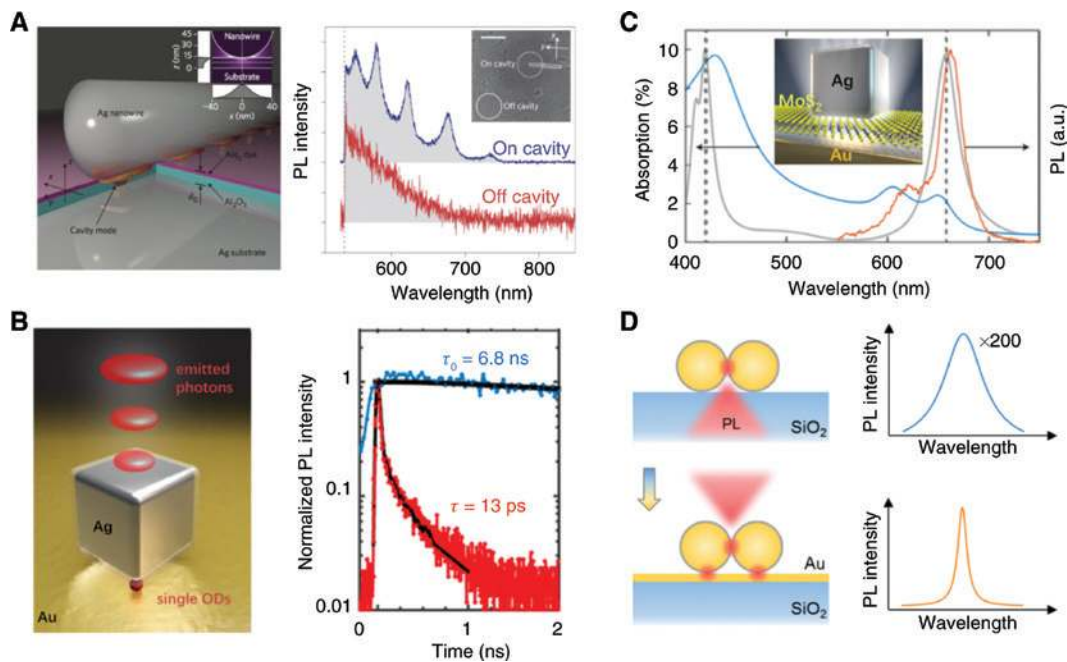 A
45
30
15
0
z (nm)
Nanowire
Substrate
−40
0
40
x (nm)
Ag nanowire
Al₂O₃
Cavity mode
Ag substrate
PL intensity
On cavity
Off cavity
On cavity
Off cavity
600
700
800
Wavelength (nm)
B
emitted
photons
Ag
single QDs
Au
Normalized PL intensity
1
0.1
0.01
τ₀ = 6.8 ns
τ = 13 ps
0
1
2
Time (ns)
C
Absorption (%)
10
8
6
4
2
0
Ag
MoS₂
Au
PL (a.u.)
400
500
600
700
Wavelength (nm)
D
PL
SiO₂
PL intensity
×200
Wavelength
Au
SiO₂
PL intensity
Wavelength